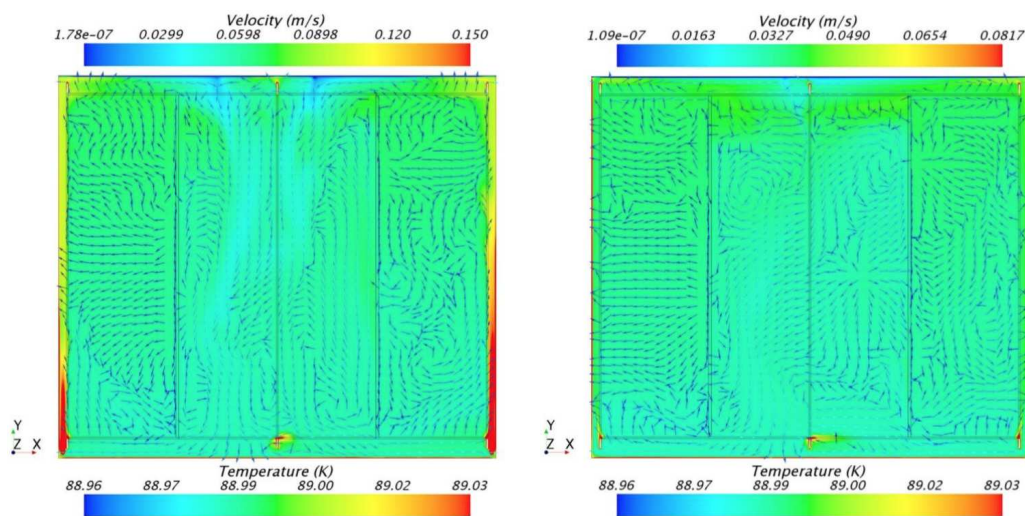 Velocity (m/s)
1.78e-07 0.0299 0.0598 0.0898 0.120 0.150
Y
Z X
Temperature (K)
88.96 88.97 88.99 89.00 89.02 89.03
Velocity (m/s)
1.09e-07 0.0163 0.0327 0.0490 0.0654 0.0817
Y
Z X
Temperature (K)
88.96 88.97 88.99 89.00 89.02 89.03